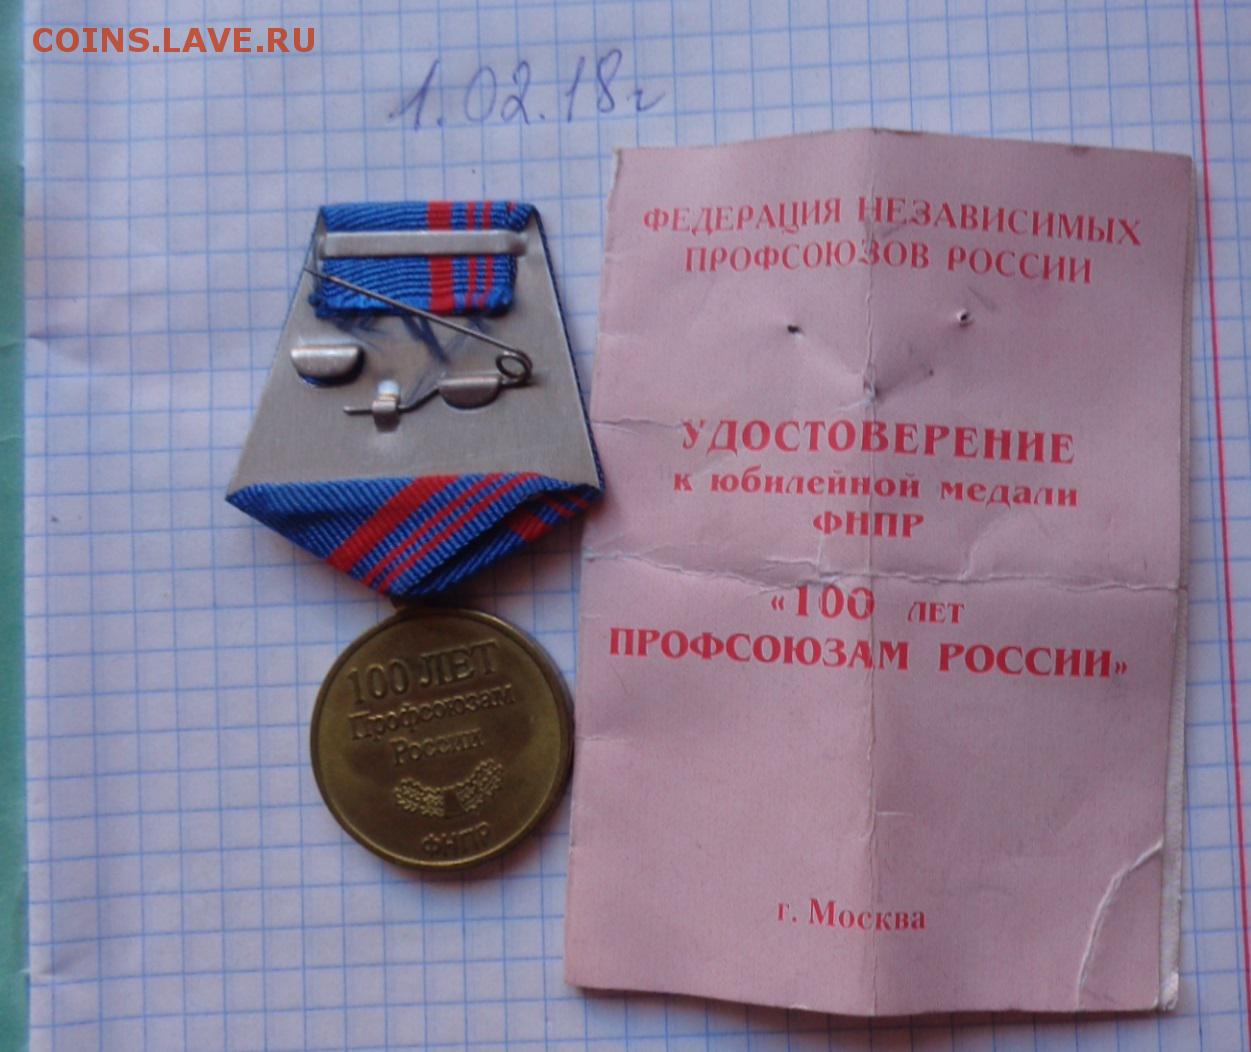 COINS.LAVE.RU
1.02.18г
ФЕДЕРАЦИЯ НЕЗАВИСИМЫХ
ПРОФСОЮЗОВ РОССИИ
УДОСТОВЕРЕНИЕ
к юбилейной медали
ФНПР
«100 ЛЕТ
ПРОФСОЮЗАМ РОССИИ»
г. Москва
100 ЛЕТ
Профсоюзам
России
ФНПР